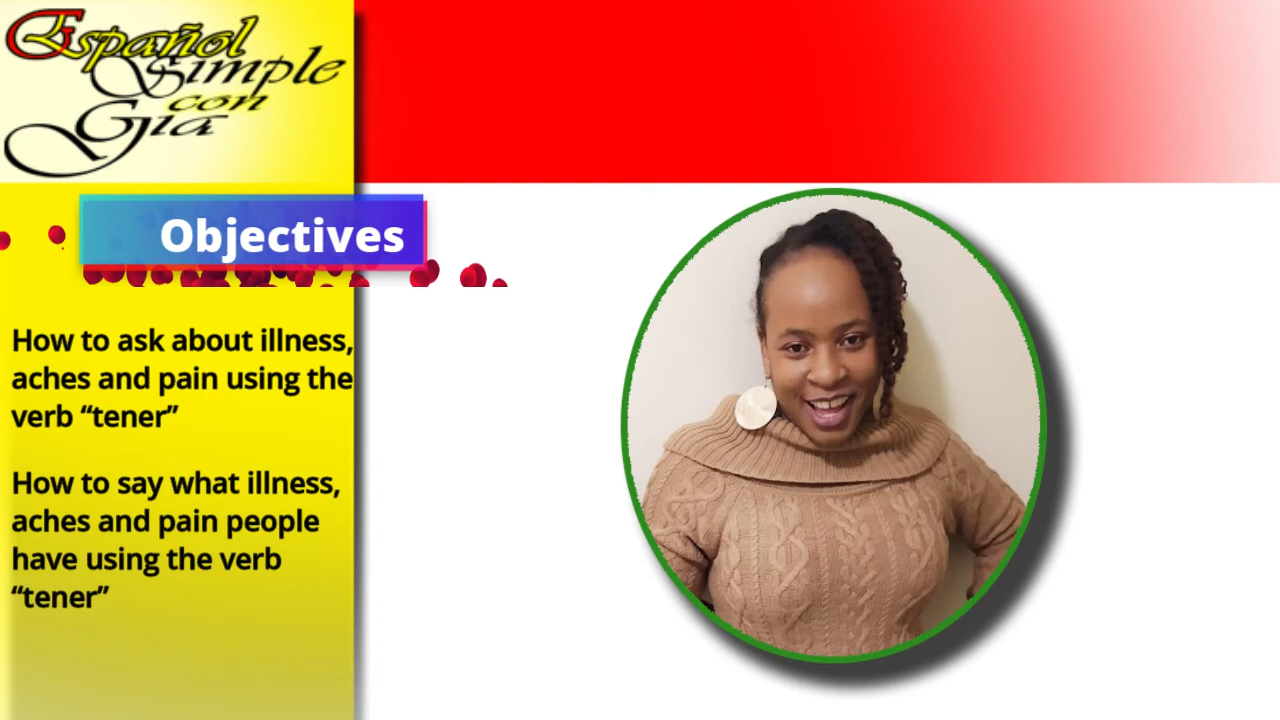 Español
Simple
con
Gia
Objectives
How to ask about illness,
aches and pain using the
verb “tener”
How to say what illness,
aches and pain people
have using the verb
“tener”